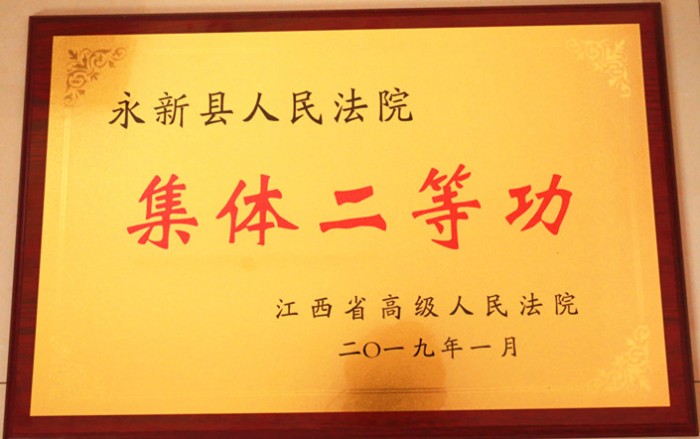 永新县人民法院
集体二等功
江西省高级人民法院
二〇一九年一月